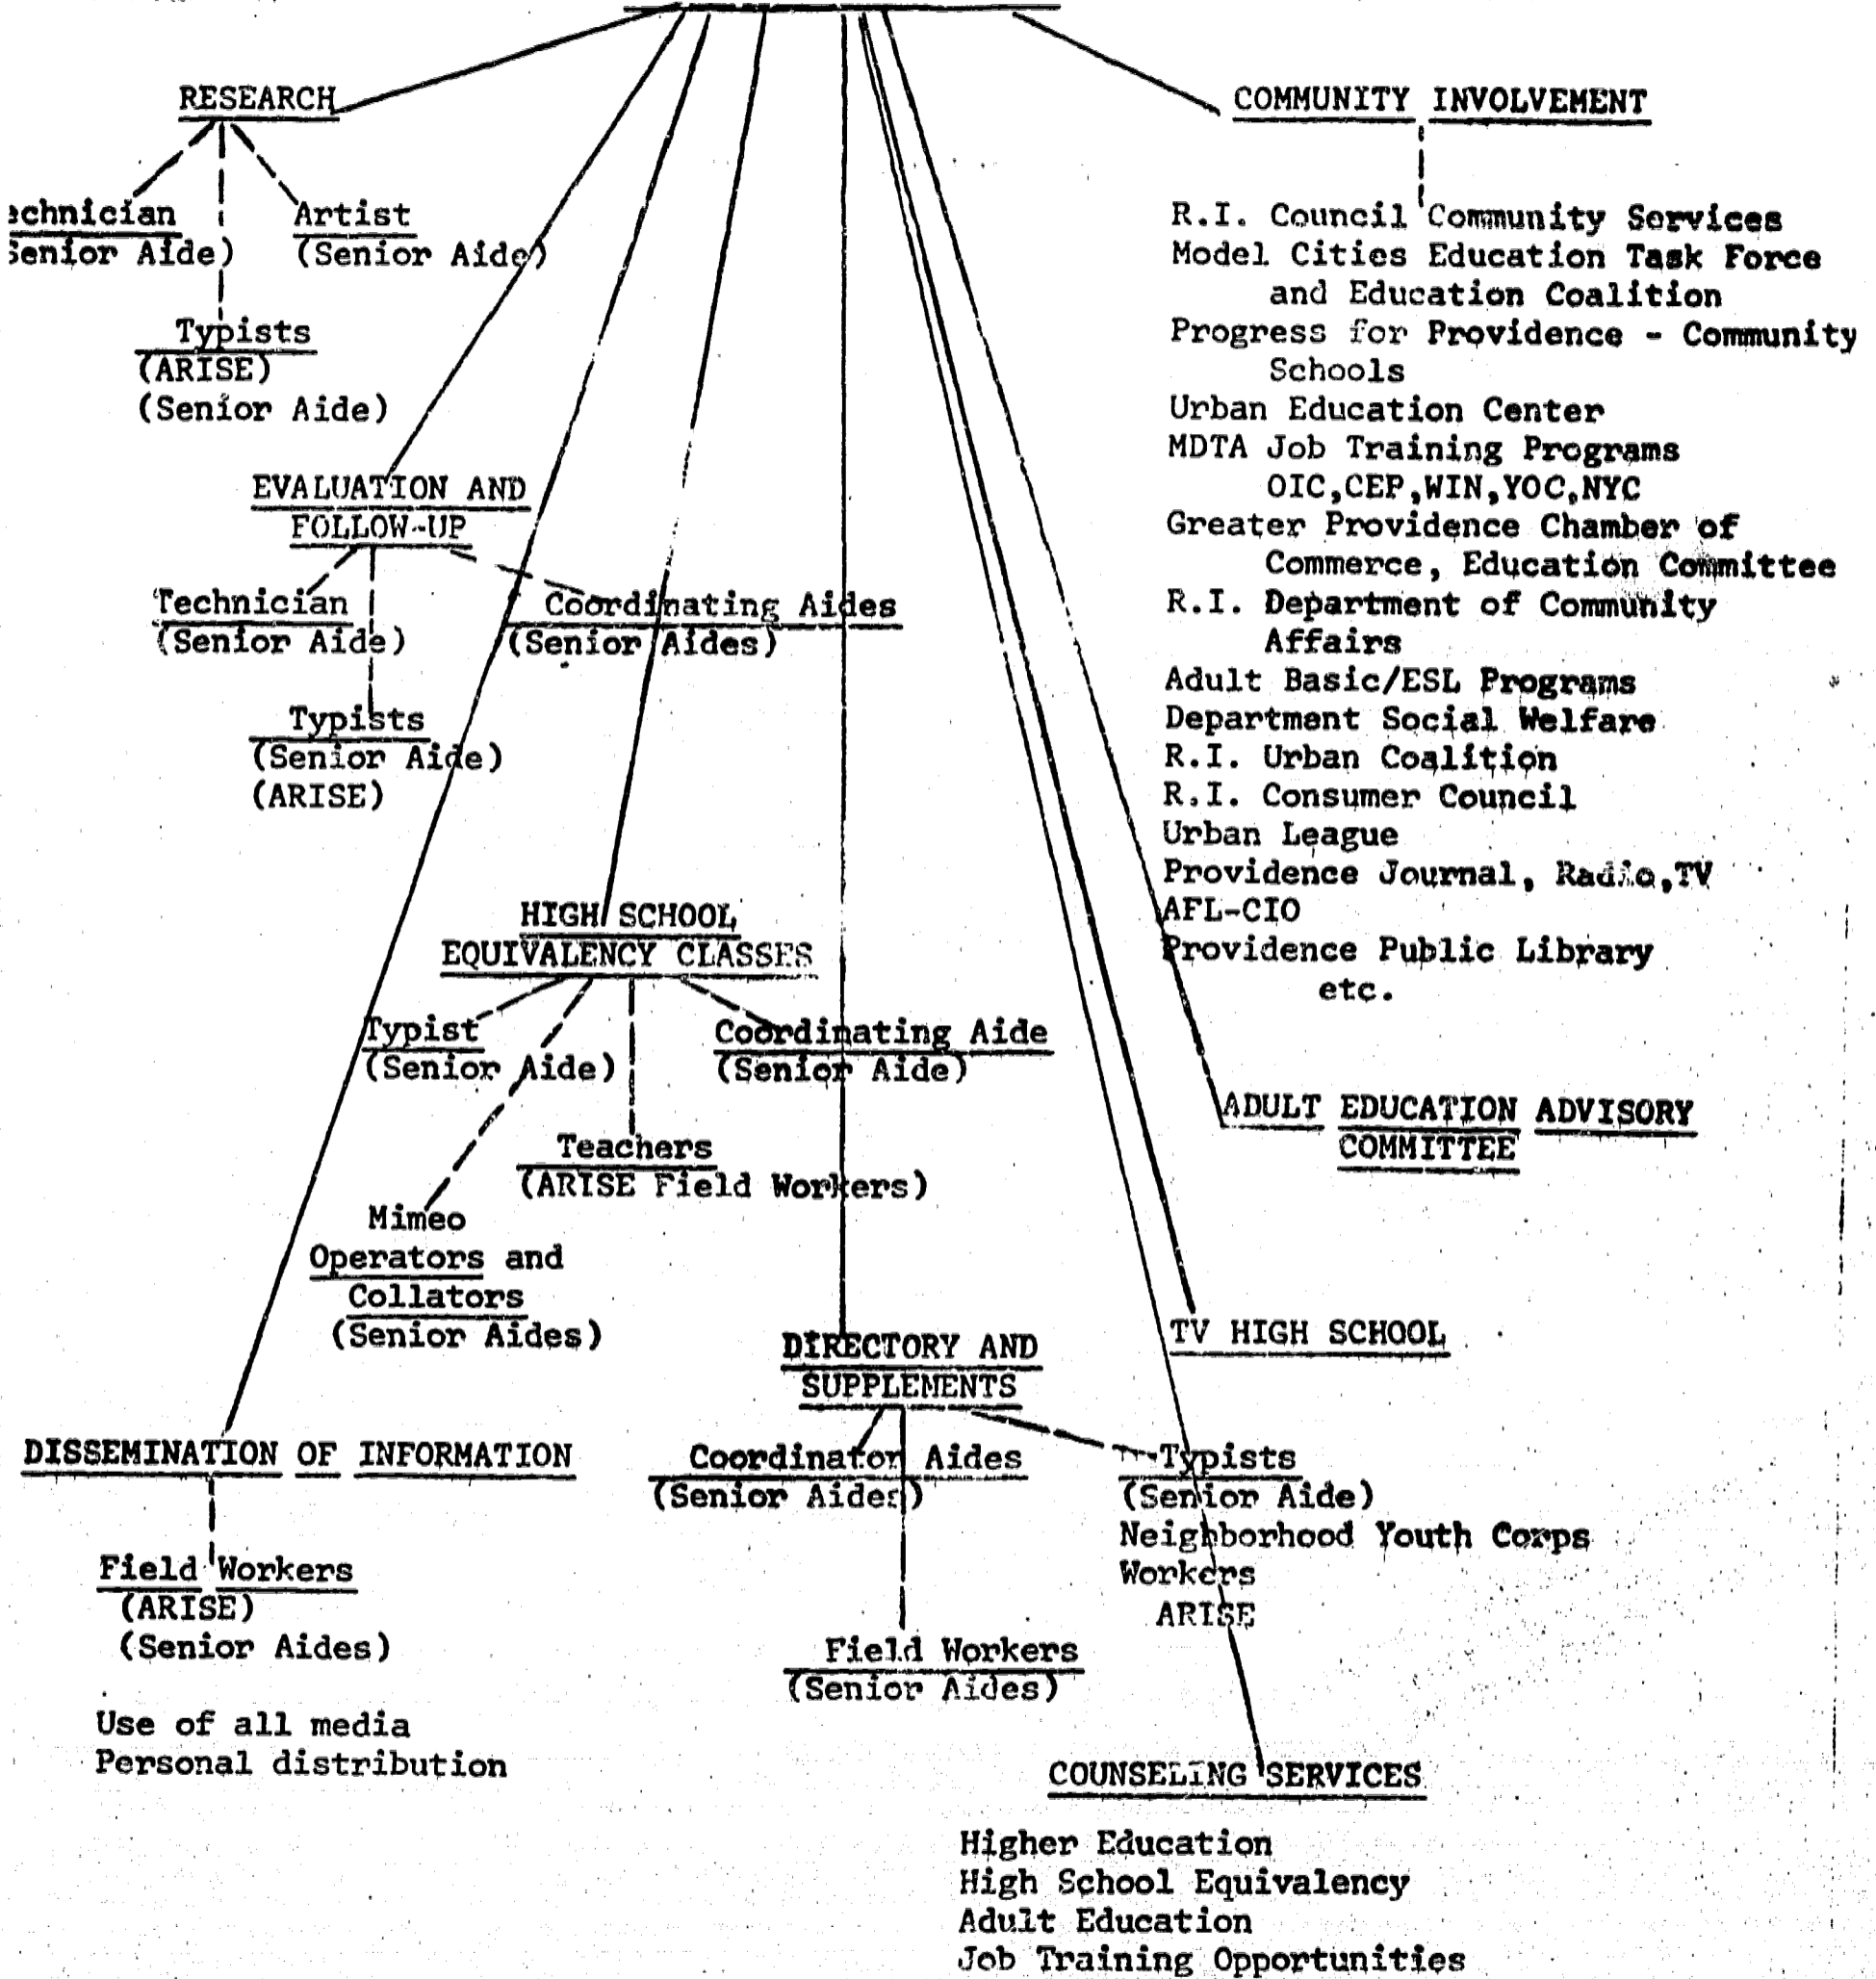 RESEARCH
echnician
Senior Aide)
Artist
(Senior Aide)
Typists
(ARISE)
(Senior Aide)
EVALUATION AND
FOLLOW-UP
Technician
(Senior Aide)
Coordinating Aides
(Senior Aides)
Typists
(Senior Aide)
(ARISE)
HIGH SCHOOL
EQUIVALENCY CLASSES
Typist
(Senior Aide)
Coordinating Aide
(Senior Aide)
Teachers
(ARISE Field Workers)
Mimeo
Operators and
Collators
(Senior Aides)
DISSEMINATION OF INFORMATION
Field Workers
(ARISE)
(Senior Aides)
Use of all media
Personal distribution
DIRECTORY AND
SUPPLEMENTS
Coordinator Aides
(Senior Aides)
Typists
(Senior Aide)
Neighborhood Youth Corps
Workers
ARISE
Field Workers
(Senior Aides)
COMMUNITY INVOLVEMENT
R.I. Council Community Services
Model Cities Education Task Force
and Education Coalition
Progress for Providence - Community
Schools
Urban Education Center
MDTA Job Training Programs
OIC,CEP,WIN,YOC,NYC
Greater Providence Chamber of
Commerce, Education Committee
R.I. Department of Community
Affairs
Adult Basic/ESL Programs
Department Social Welfare
R.I. Urban Coalition
R.I. Consumer Council
Urban League
Providence Journal, Radio,TV
AFL-CIO
Providence Public Library
etc.
ADULT EDUCATION ADVISORY
COMMITTEE
TV HIGH SCHOOL
COUNSELING SERVICES
Higher Education
High School Equivalency
Adult Education
Job Training Opportunities